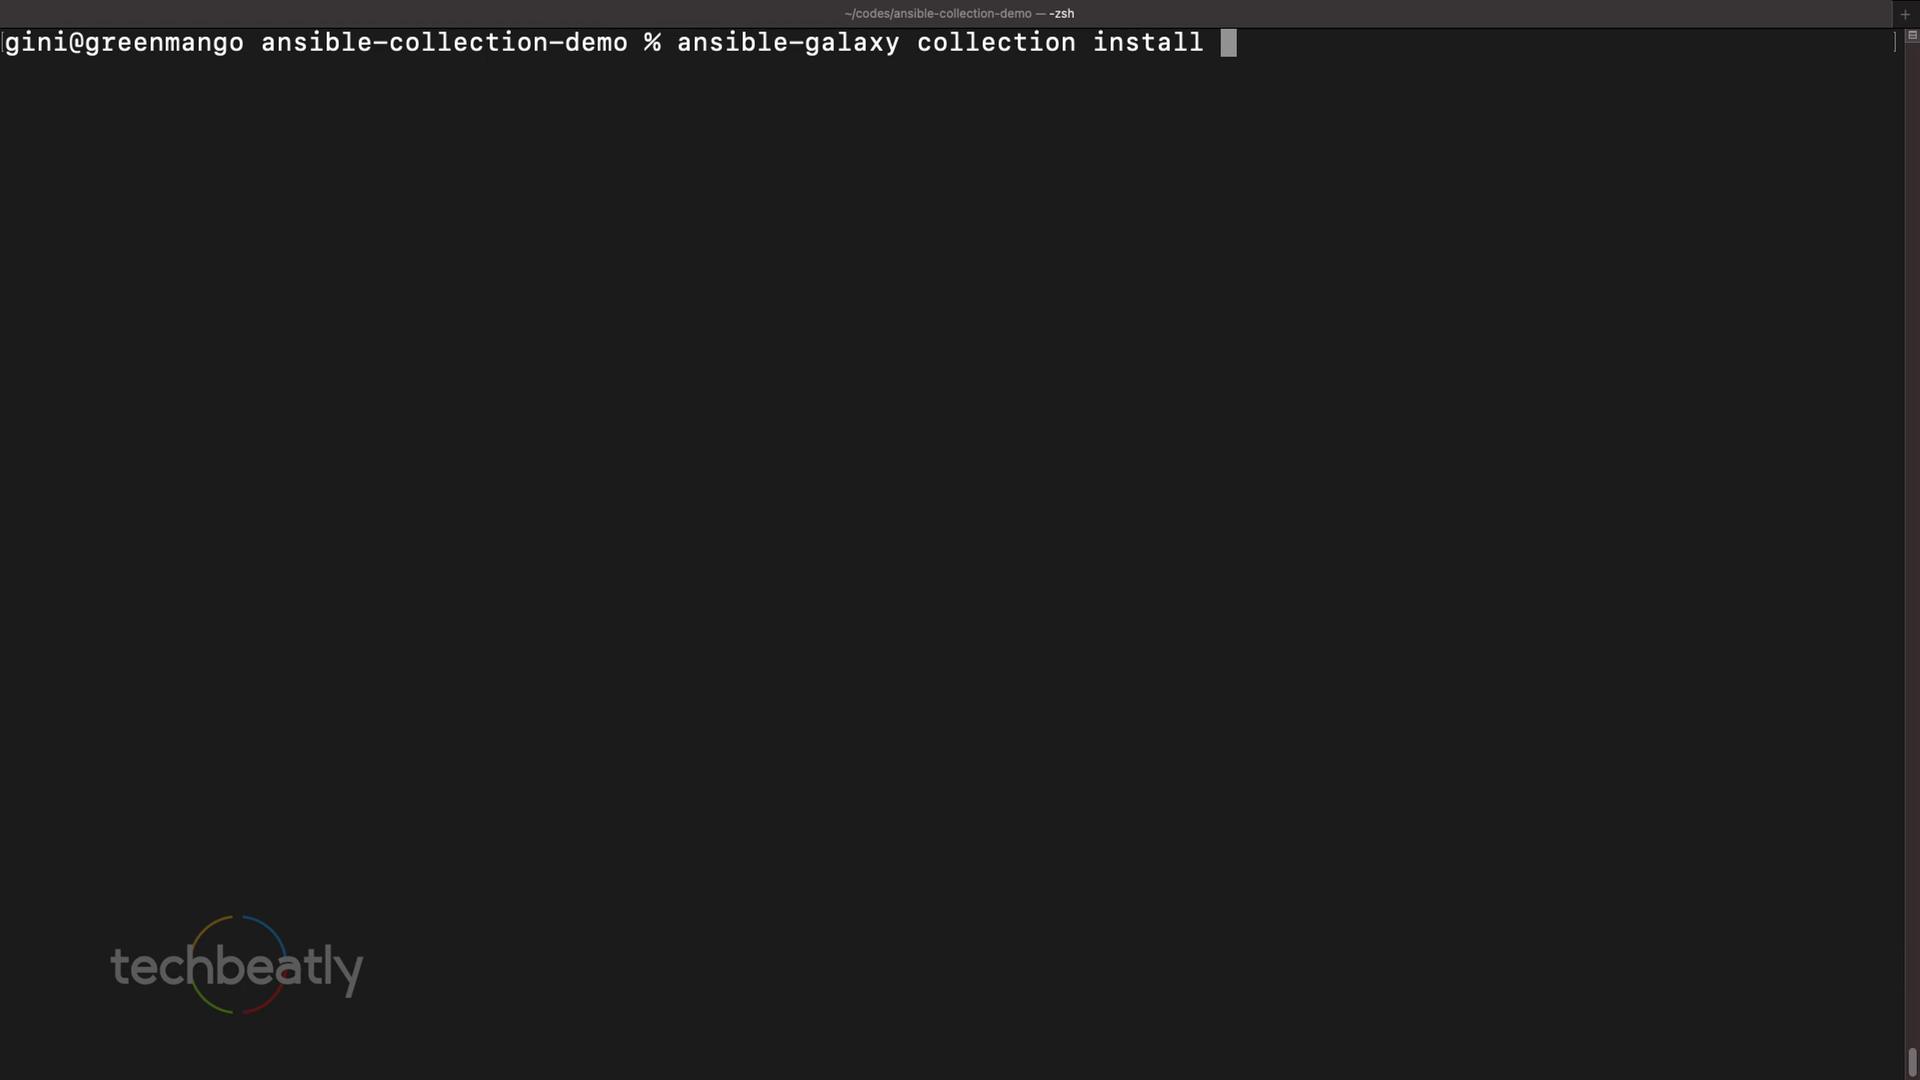 ~/codes/ansible-collection-demo — -zsh
gini@greenmango ansible-collection-demo % ansible-galaxy collection install
techbeatly